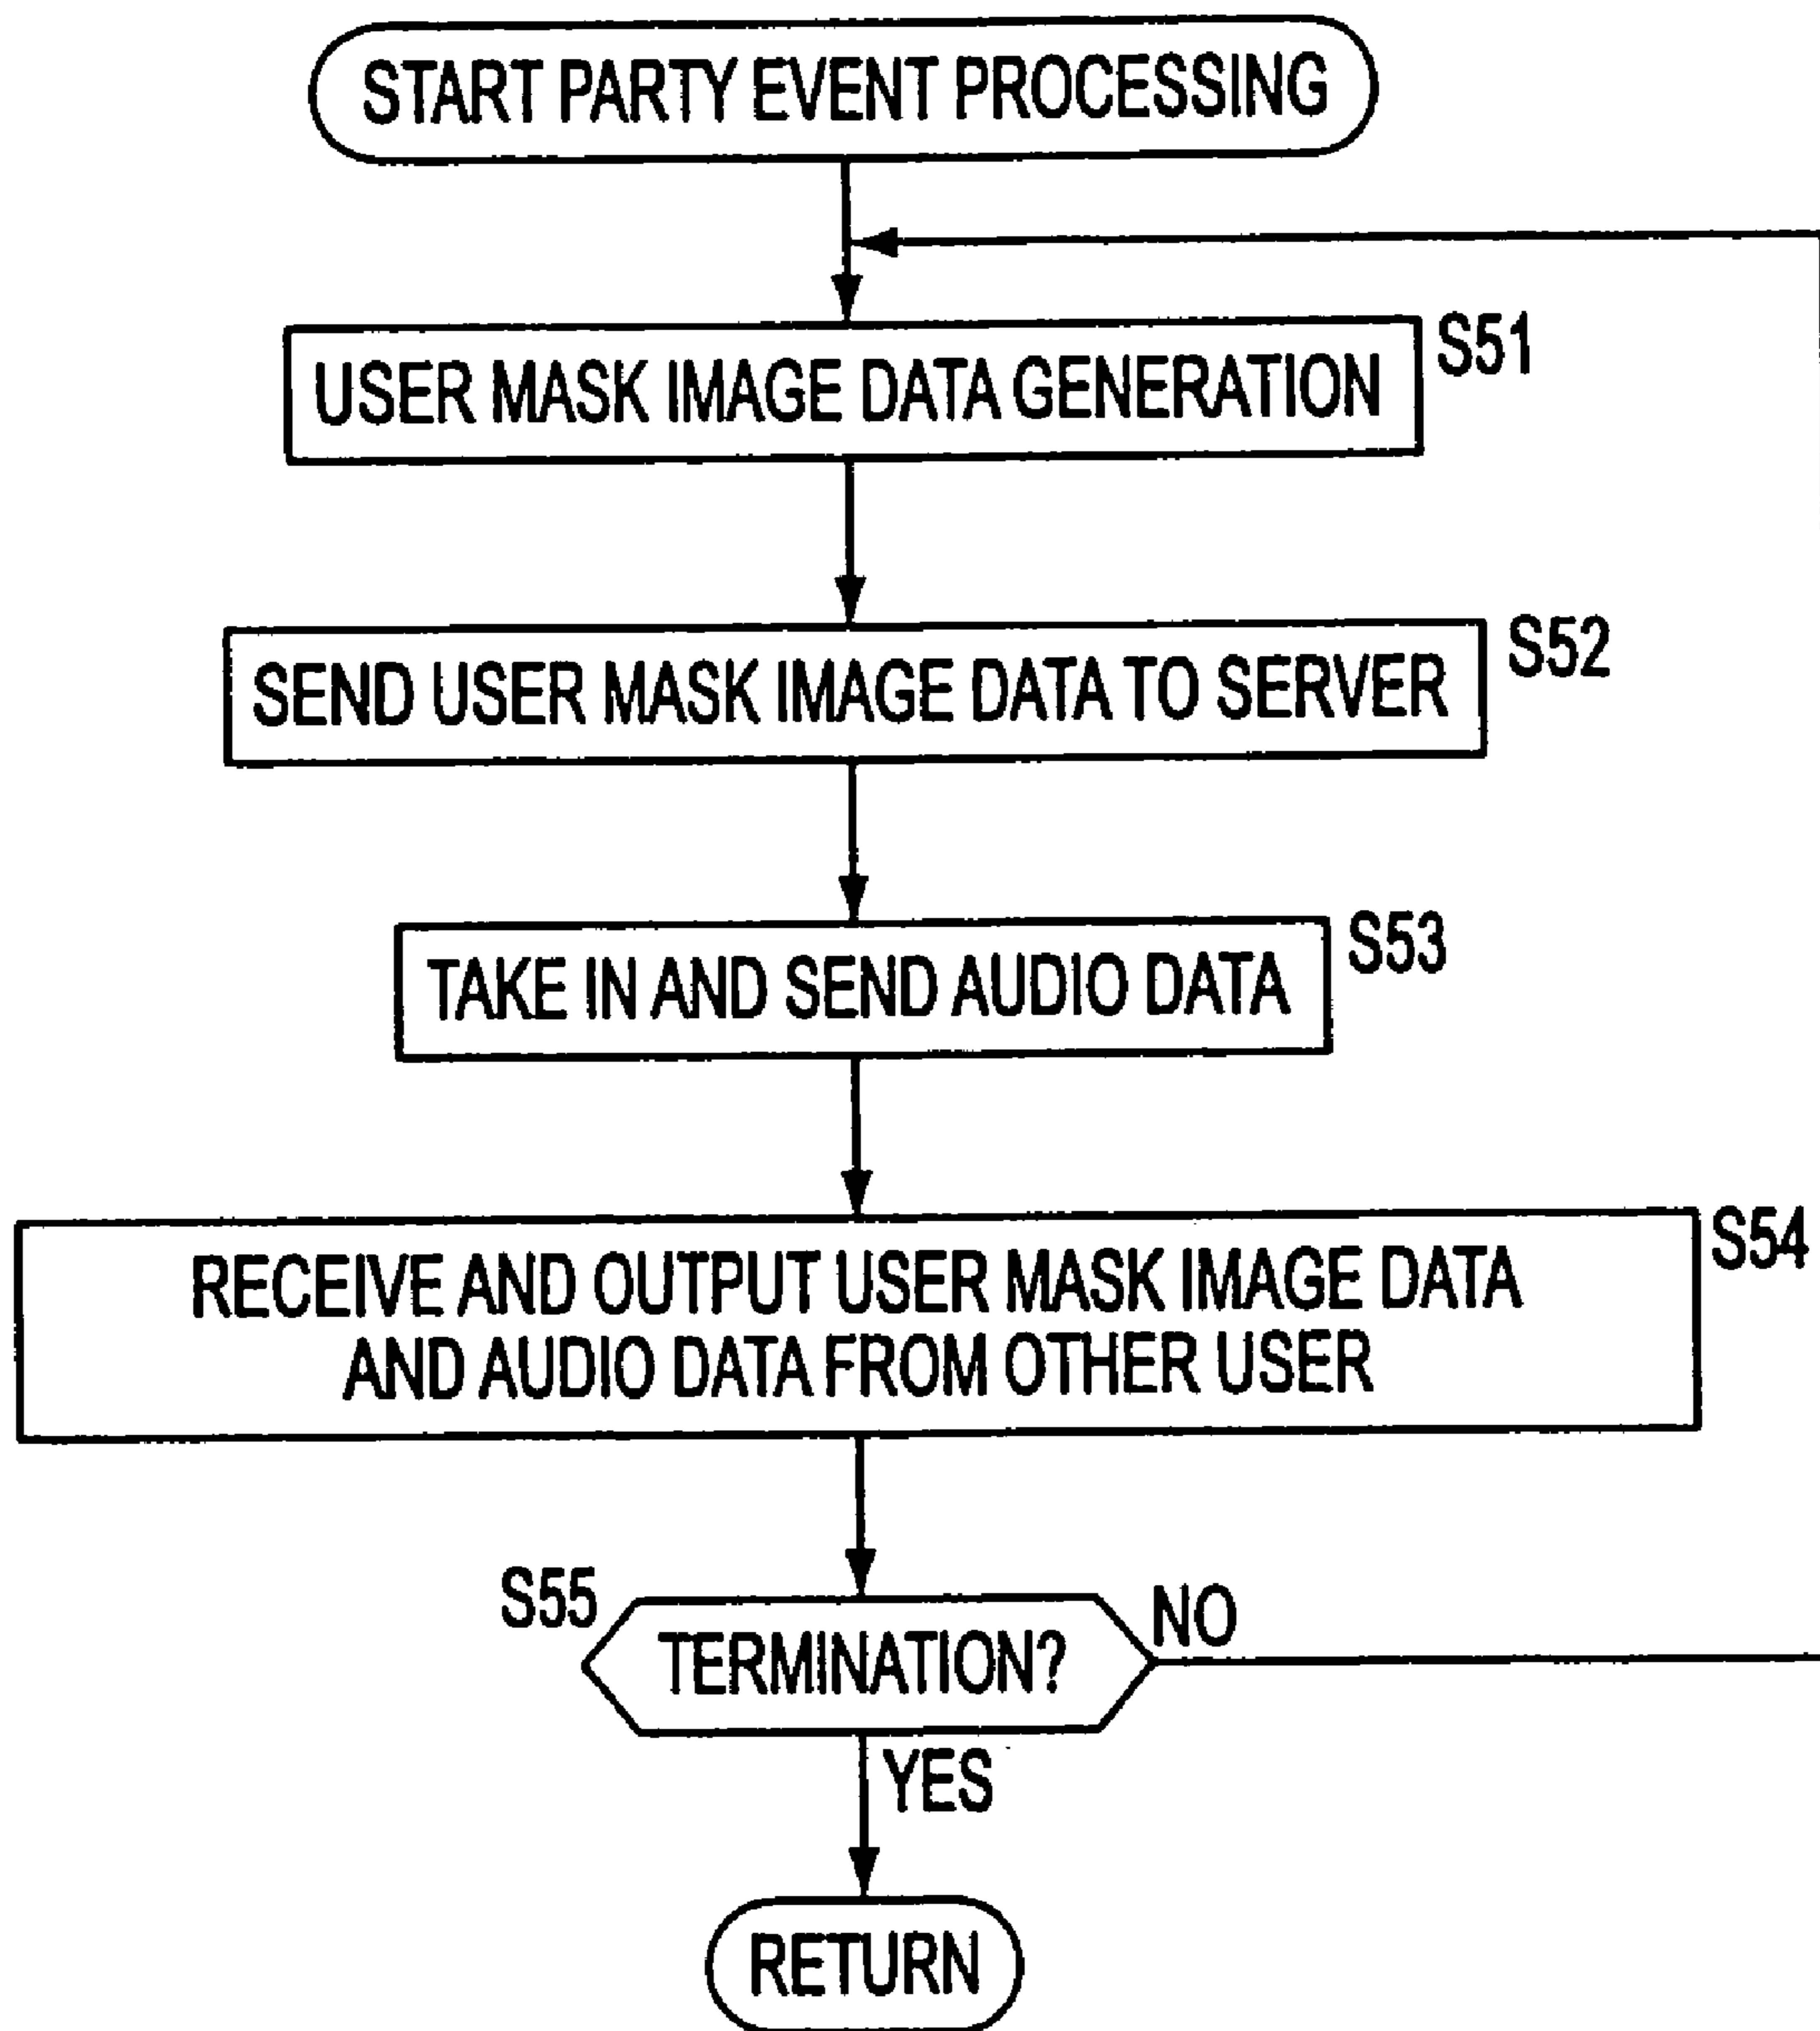 START PARTY EVENT PROCESSING
USER MASK IMAGE DATA GENERATION
S51
SEND USER MASK IMAGE DATA TO SERVER
S52
TAKE IN AND SEND AUDIO DATA
S53
RECEIVE AND OUTPUT USER MASK IMAGE DATA
AND AUDIO DATA FROM OTHER USER
S54
S55
TERMINATION?
NO
YES
RETURN